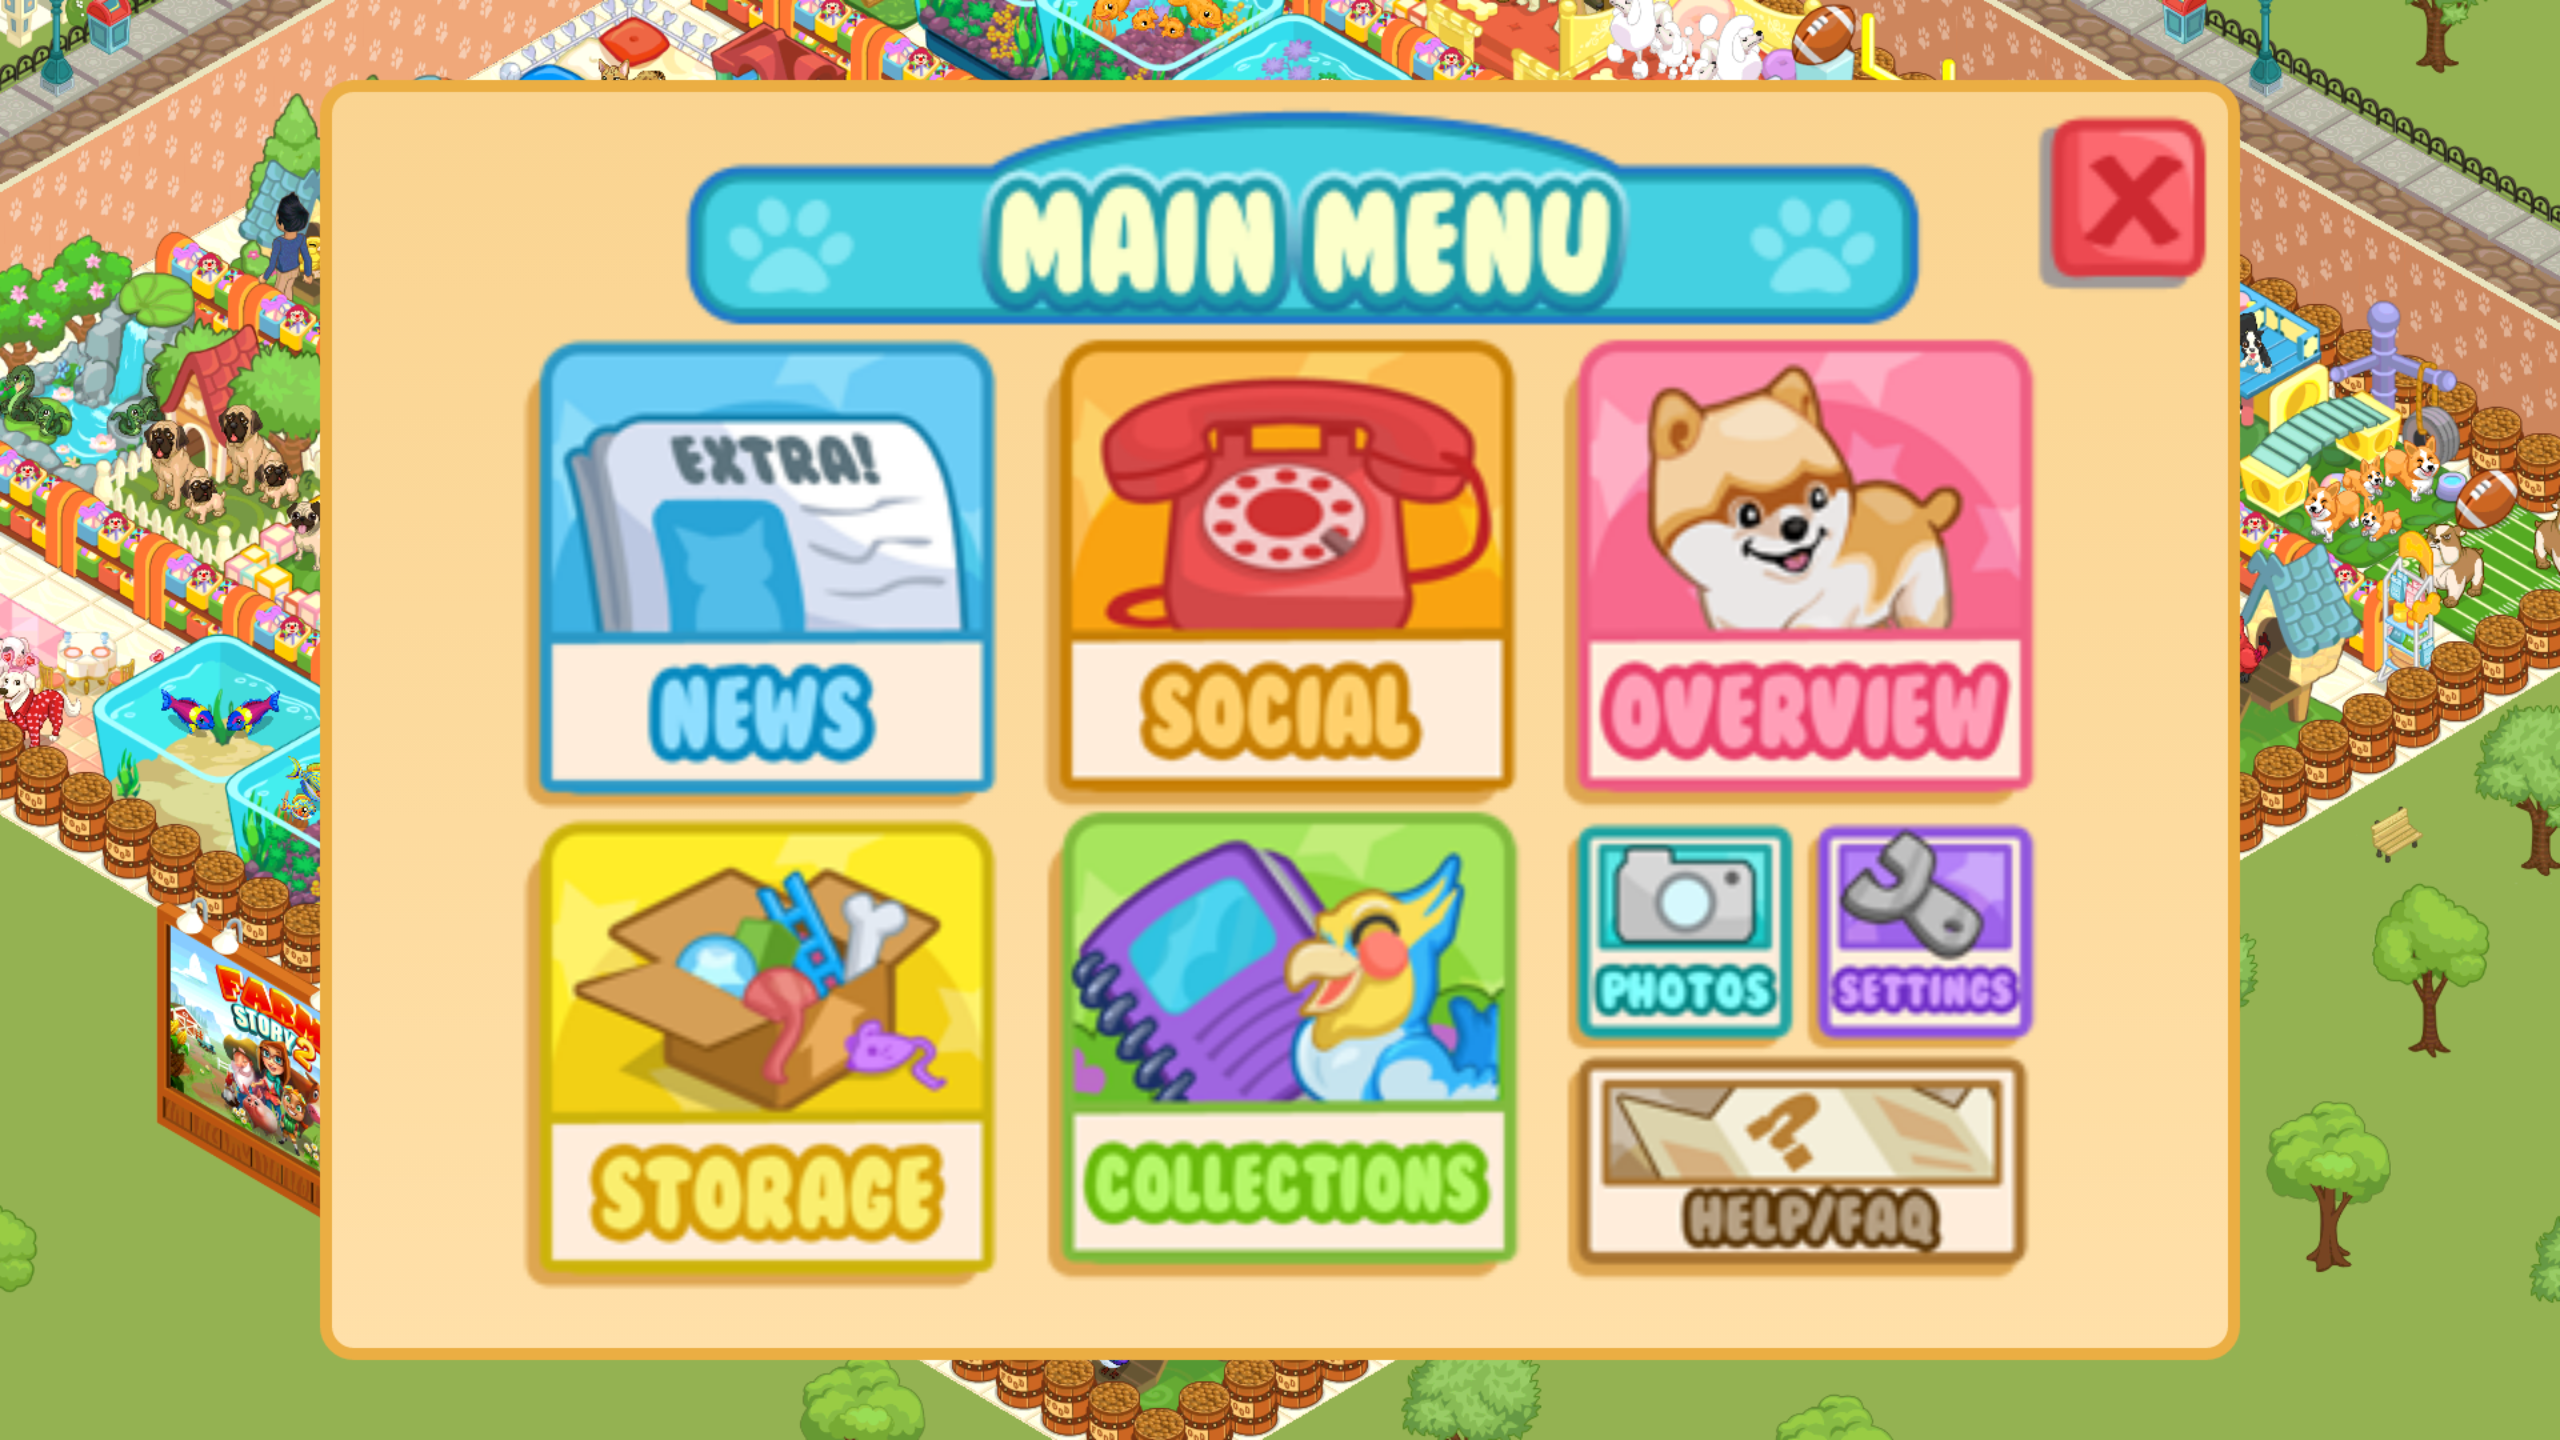 MAIN MENU
EXTRA!
NEWS
SOCIAL
OVERVIEW
STORAGE
COLLECTIONS
PHOTOS
SETTINGS
?
HELP/FAQ
FARM
STORY 2